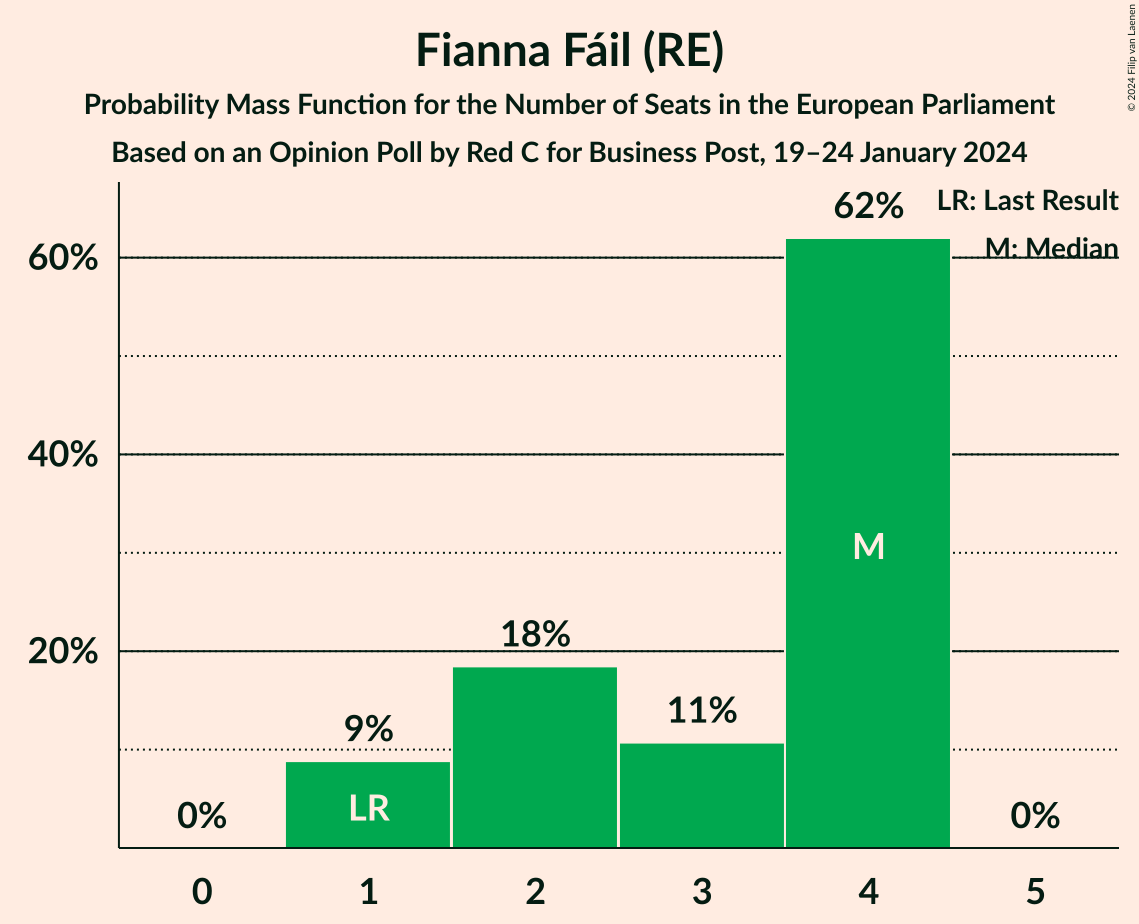 © 2024 Filip van Laenen
Fianna Fáil (RE)
Probability Mass Function for the Number of Seats in the European Parliament
Based on an Opinion Poll by Red C for Business Post, 19–24 January 2024
LR: Last Result
M: Median
62%
60%
M
40%
18%
20%
11%
9%
LR
0%
0%
0 1 2 3 4 5